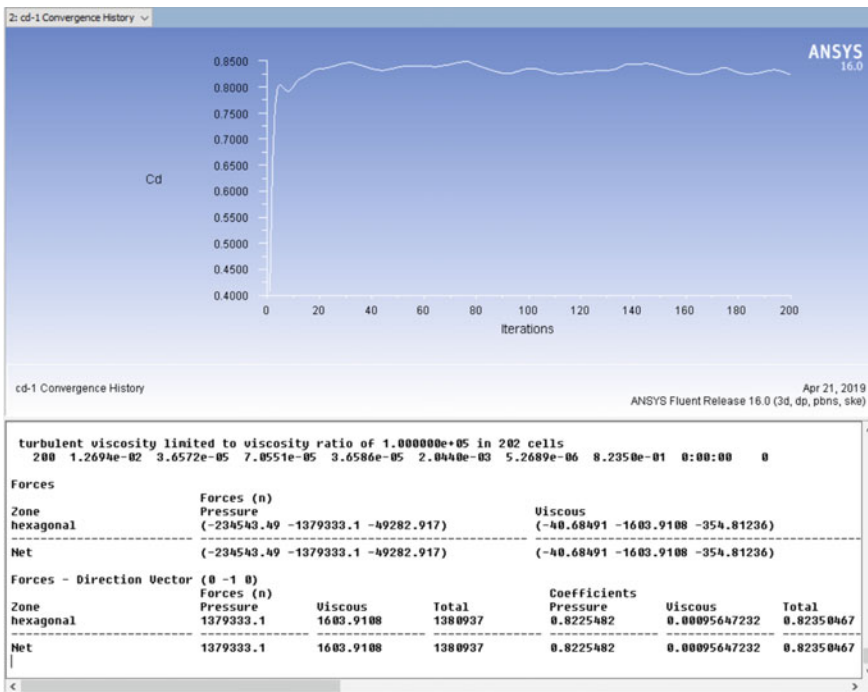 2: cd-1 Convergence History
ANSYS
16.0
0.8500
0.8000
0.7500
0.7000
0.6500
Cd
0.6000
0.5500
0.5000
0.4500
0.4000
0 20 40 60 80 100 120 140 160 180 200
Iterations
cd-1 Convergence History
Apr 21, 2019
ANSYS Fluent Release 16.0 (3d, dp, pbns, ske)
turbulent viscosity limited to viscosity ratio of 1.000000e+05 in 202 cells
200 1.2694e-02 3.6572e-05 7.0551e-05 3.6586e-05 2.0440e-03 5.2689e-06 8.2350e-01 0:00:00 0
Forces
Forces (n)
Zone Pressure Viscous
hexagonal (-234543.49 -1379333.1 -49282.917) (-40.68491 -1603.9108 -354.81236)
Net (-234543.49 -1379333.1 -49282.917) (-40.68491 -1603.9108 -354.81236)
Forces - Direction Vector (0 -1 0)
Forces (n) Coefficients
Zone Pressure Viscous Total Pressure Viscous Total
hexagonal 1379333.1 1603.9108 1380937 0.8225482 0.00095647232 0.82350467
Net 1379333.1 1603.9108 1380937 0.8225482 0.00095647232 0.82350467